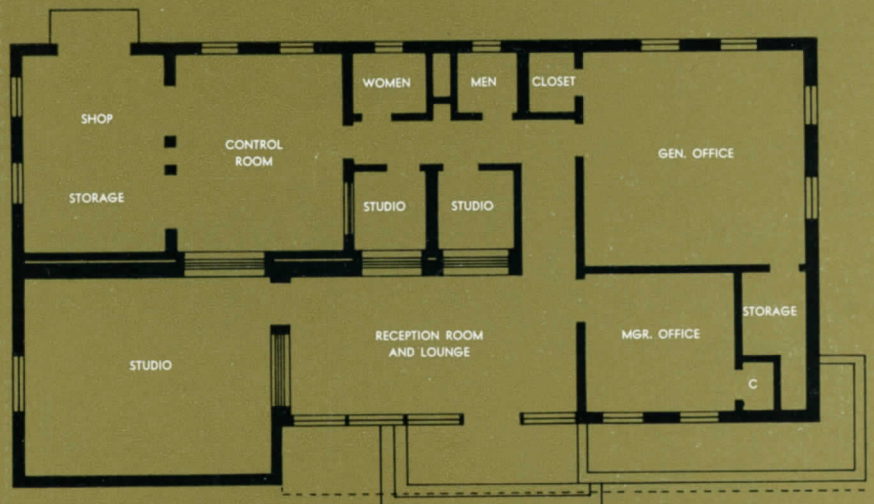 WOMEN
MEN
CLOSET
SHOP
CONTROL
ROOM
GEN. OFFICE
STORAGE
STUDIO
STUDIO
STORAGE
RECEPTION ROOM
AND LOUNGE
MGR. OFFICE
STUDIO
C